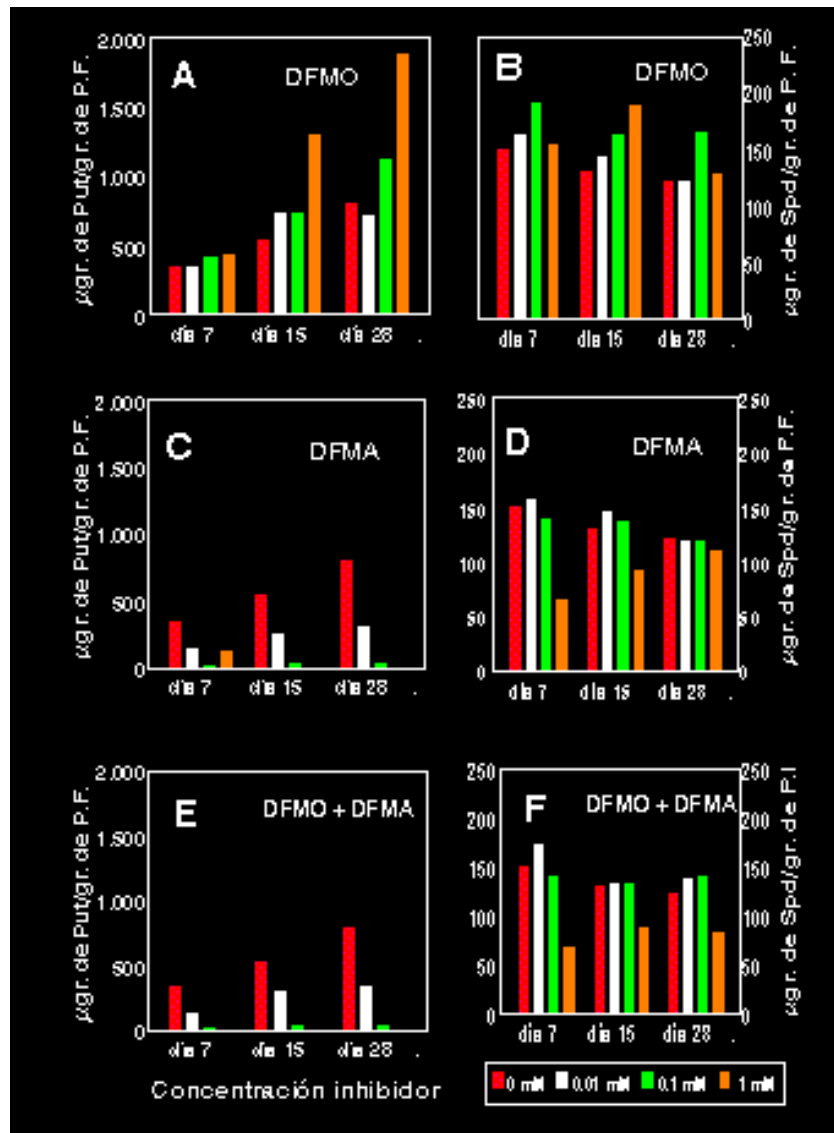 A
DFMO
µgr. de Put/gr. de P.F.
2.000
1.500
1.000
500
0
día 7
día 15
día 28
.
B
DFMO
250
200
150
100
50
0
µgr. de Spd/gr. de P. F.
día 7
día 15
día 28
.
C
DFMA
µgr. de Put/gr. de P.F.
2.000
1.500
1.000
500
0
día 7
día 15
día 28
.
D
DFMA
250
200
150
100
50
0
250
200
150
100
50
0
µgr. de Spd/gr. de P.F.
día 7
día 15
día 28
.
E
DFMO + DFMA
µgr. de Put/gr. de P.F.
2.000
1.500
1.000
500
0
día 7
día 15
día 28
.
F
DFMO + DFMA
250
200
150
100
50
0
250
200
150
100
50
0
µgr. de Spd/gr. de P.I
día 7
día 15
día 28
.
Concentración inhibidor
0 mM 0.01 mM 0.1 mM 1 mM